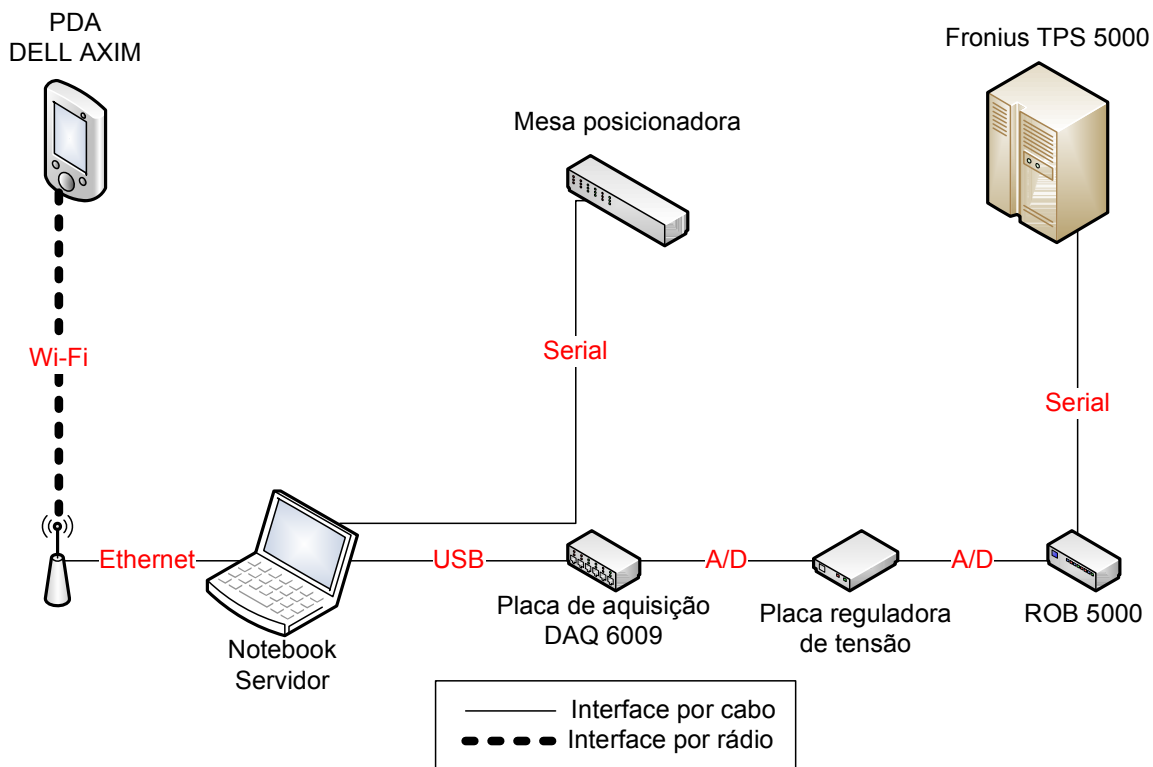 PDA
DELL AXIM
Fronius TPS 5000
Mesa posicionadora
Wi-Fi
Serial
Serial
Ethernet
USB
A/D
A/D
Notebook
Servidor
Placa de aquisição
DAQ 6009
Placa reguladora
de tensão
ROB 5000
Interface por cabo
Interface por rádio